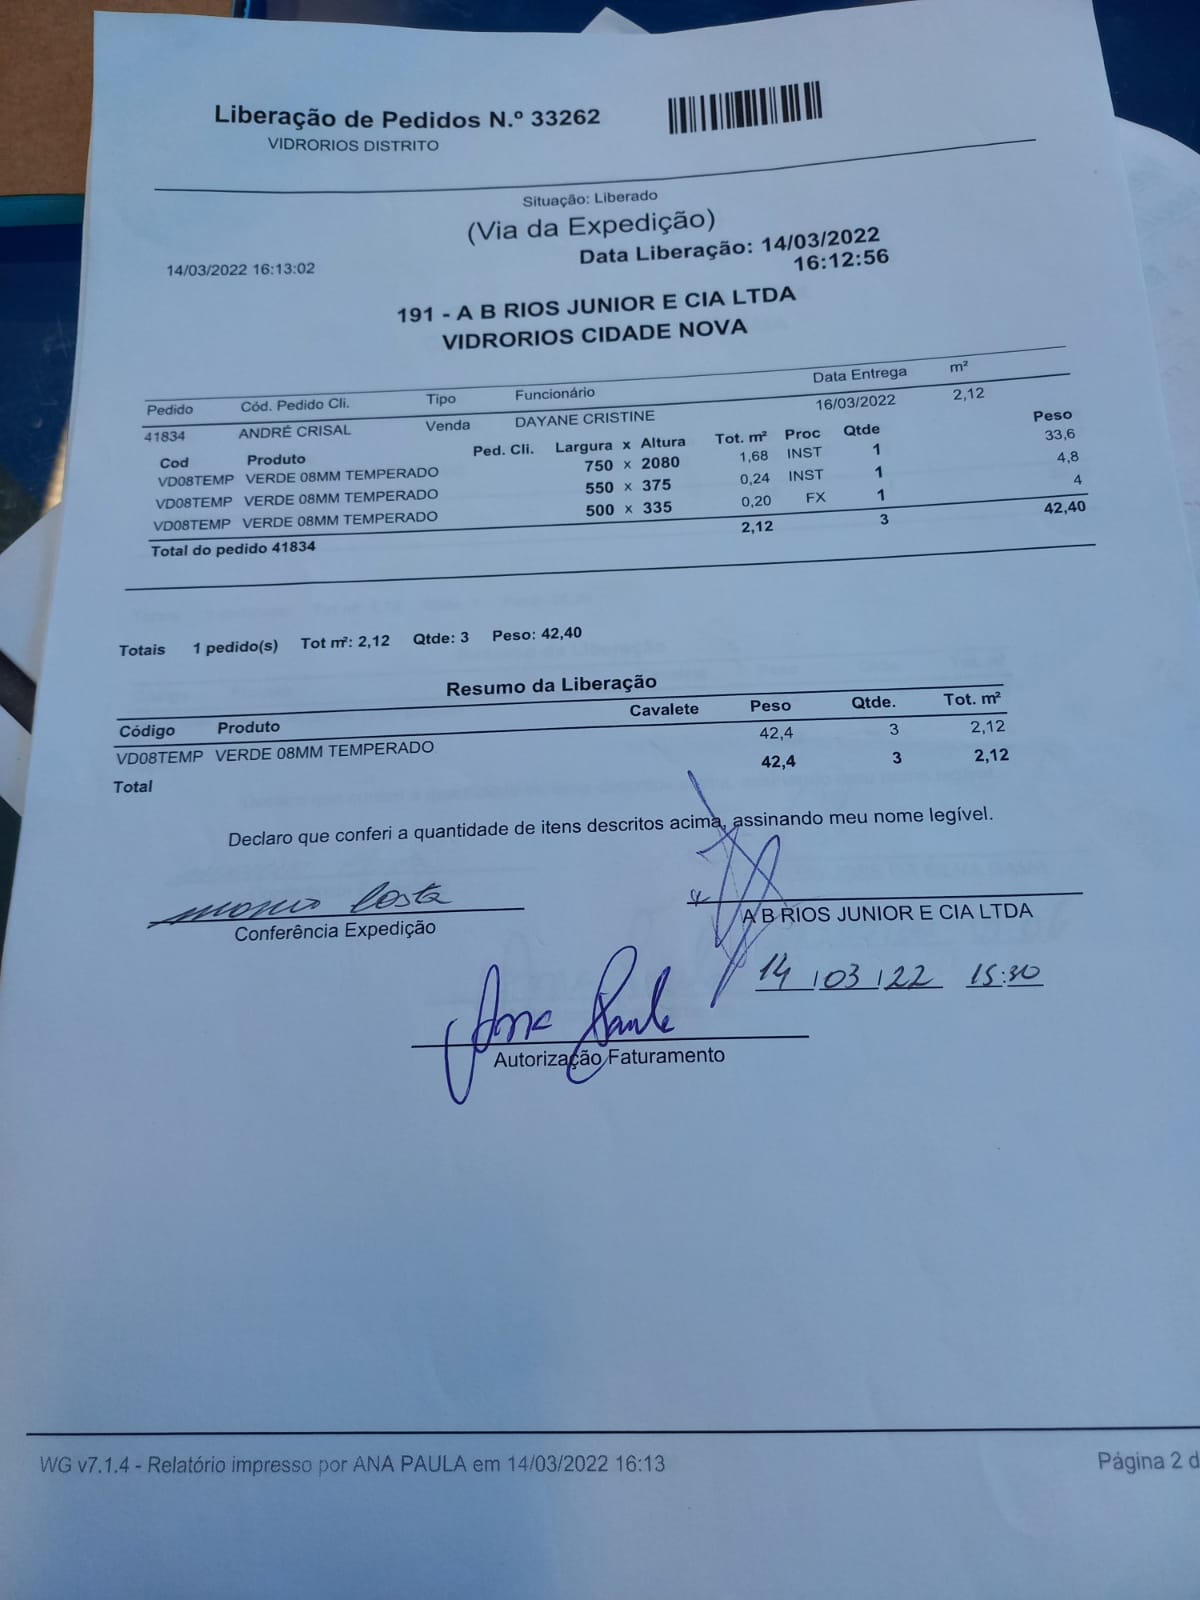 Liberação de Pedidos N.º 33262
VIDRORIOS DISTRITO
Situação: Liberado
(Via da Expedição)
14/03/2022 16:13:02
Data Liberação: 14/03/2022
16:12:56
191 - A B RIOS JUNIOR E CIA LTDA
VIDRORIOS CIDADE NOVA
Pedido Cód. Pedido Cli. Tipo Funcionário Data Entrega m²
41834 ANDRÉ CRISAL Venda DAYANE CRISTINE 16/03/2022 2,12
Cod Produto Ped. Cli. Largura x Altura Tot. m² Proc Qtde Peso
VD08TEMP VERDE 08MM TEMPERADO 750 x 2080 1,68 INST 1 33,6
VD08TEMP VERDE 08MM TEMPERADO 550 x 375 0,24 INST 1 4,8
VD08TEMP VERDE 08MM TEMPERADO 500 x 335 0,20 FX 1 4
Total do pedido 41834 2,12 3 42,40
Totais 1 pedido(s) Tot m²: 2,12 Qtde: 3 Peso: 42,40
Resumo da Liberação
Código Produto Cavalete Peso Qtde. Tot. m²
VD08TEMP VERDE 08MM TEMPERADO 42,4 3 2,12
Total 42,4 3 2,12
Declaro que conferi a quantidade de itens descritos acima, assinando meu nome legível.
Costa
Conferência Expedição
A B RIOS JUNIOR E CIA LTDA
14/03/22 15:30
Ana Paula
Autorização Faturamento
WG v7.1.4 - Relatório impresso por ANA PAULA em 14/03/2022 16:13
Página 2 d